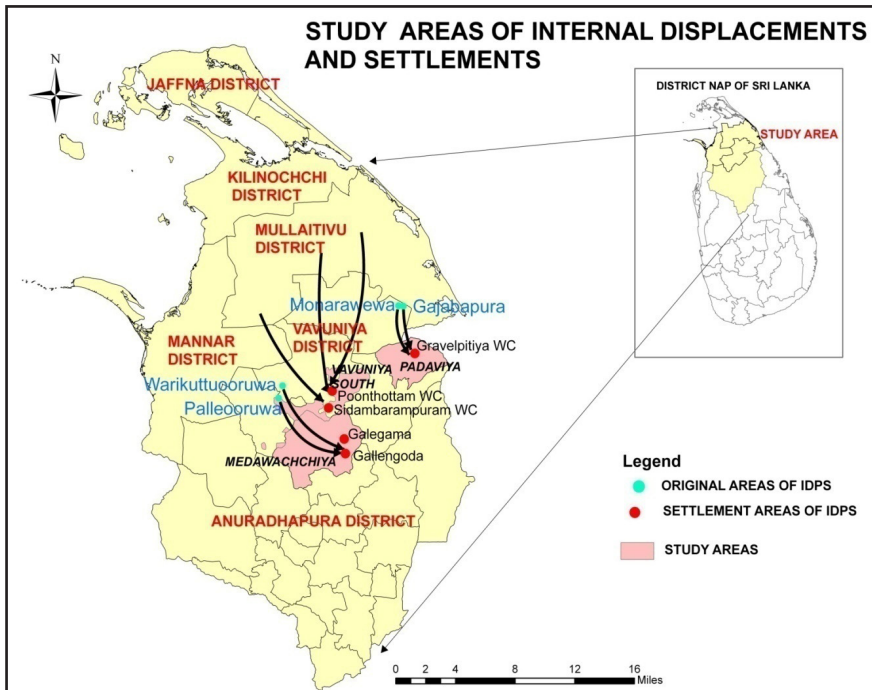 STUDY AREAS OF INTERNAL DISPLACEMENTS
AND SETTLEMENTS
N
JAFFNA DISTRICT
DISTRICT NAP OF SRI LANKA
STUDY AREA
KILINOCHCHI
DISTRICT
MULLAITIVU
DISTRICT
Monarawewa
Gajabapura
MANNAR
DISTRICT
VAVUNIYA
DISTRICT
Gravelpitiya WC
PADAVIYA
VAVUNIYA
SOUTH
Warikuttuooruwa
Palleooruwa
Poonthottam WC
Sidambarampuram WC
Galegama
Gallengoda
MEDAWACHCHIYA
ANURADHAPURA DISTRICT
Legend
ORIGINAL AREAS OF IDPS
SETTLEMENT AREAS OF IDPS
STUDY AREAS
0 2 4 8 12 16
Miles